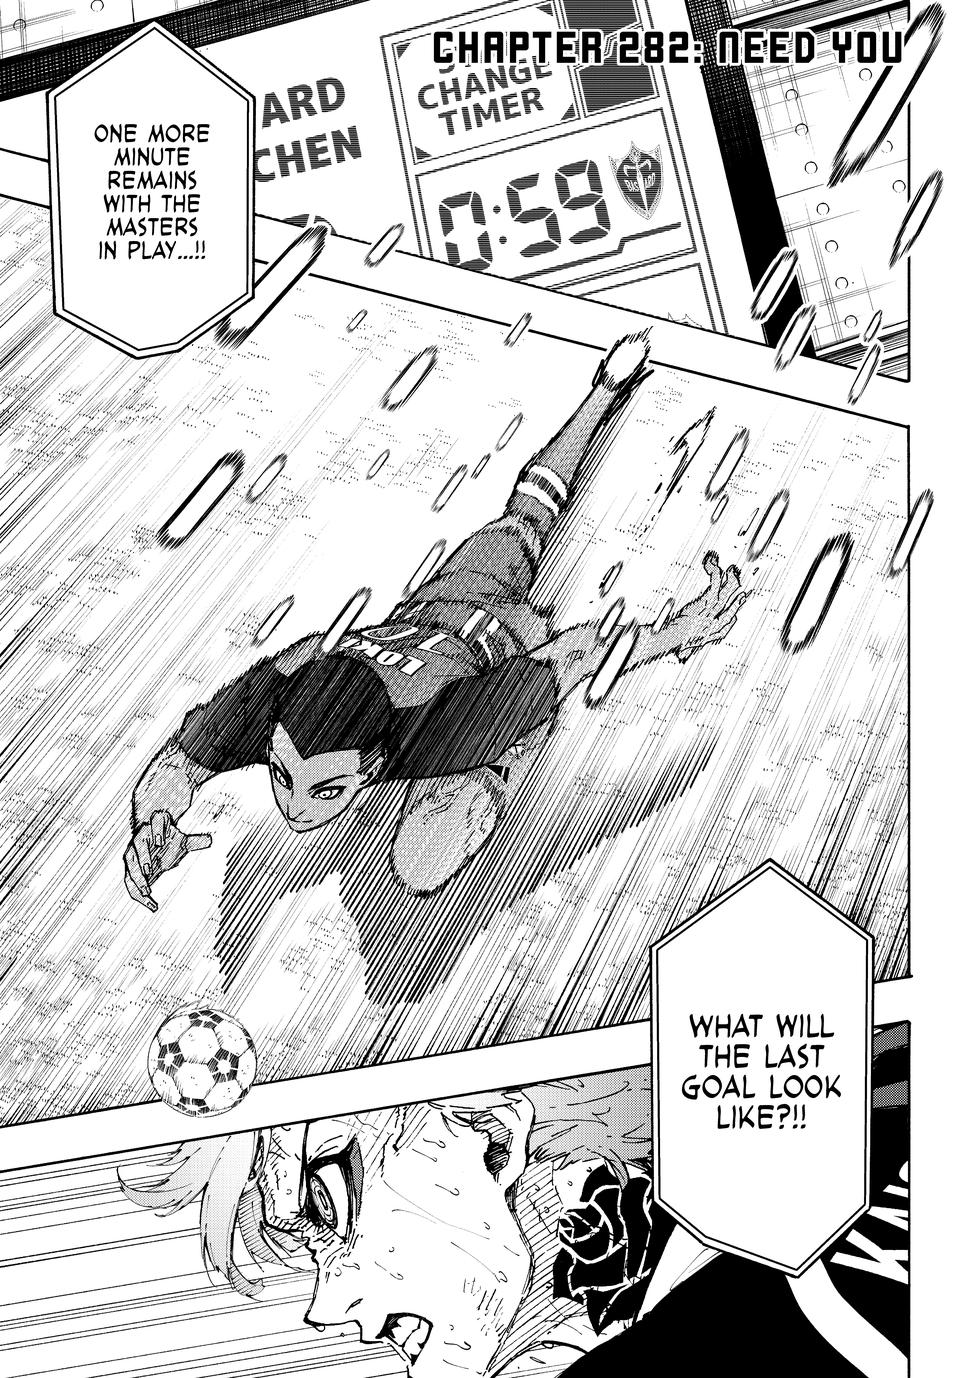 CHAPTER 282: NEED YOU
ARD
CHEN
CHANGE
TIMER
0:59
ONE MORE
MINUTE
REMAINS
WITH THE
MASTERS
IN PLAY...!!
LOKI
WHAT WILL
THE LAST
GOAL LOOK
LIKE?!!